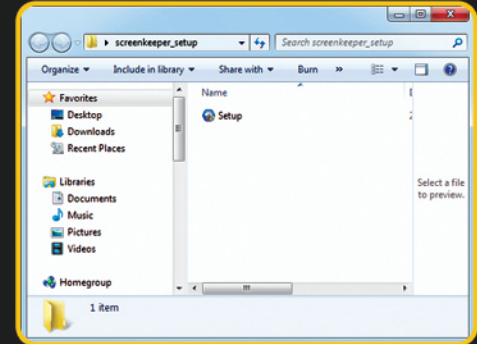 screenkeeper_setup
Search screenkeeper_setup
Organize
Include in library
Share with
Burn
»
Name
Favorites
Desktop
Downloads
Recent Places
Libraries
Documents
Music
Pictures
Videos
Homegroup
Setup
Select a file
to preview.
1 item